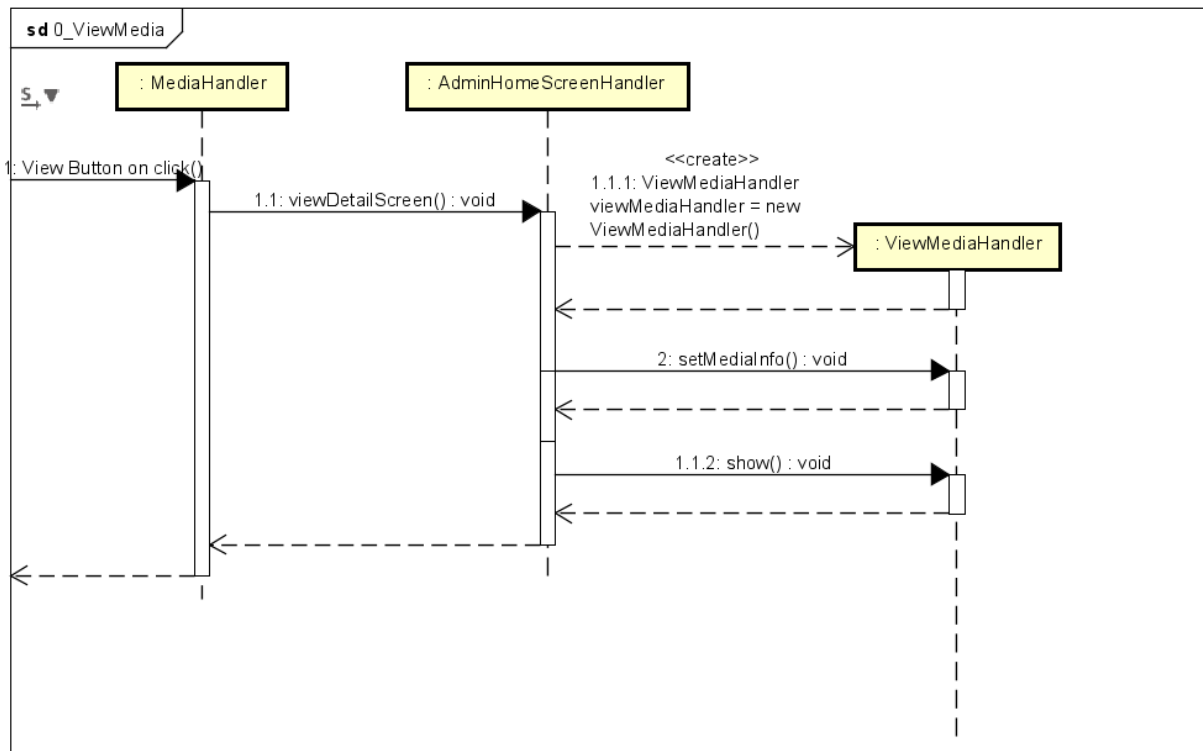 sd 0_ViewMedia
: MediaHandler
: AdminHomeScreenHandler
S
1: View Button on click()
1.1: viewDetailScreen() : void
<<create>>
1.1.1: ViewMediaHandler
viewMediaHandler = new
ViewMediaHandler()
: ViewMediaHandler
2: setMediaInfo() : void
1.1.2: show() : void